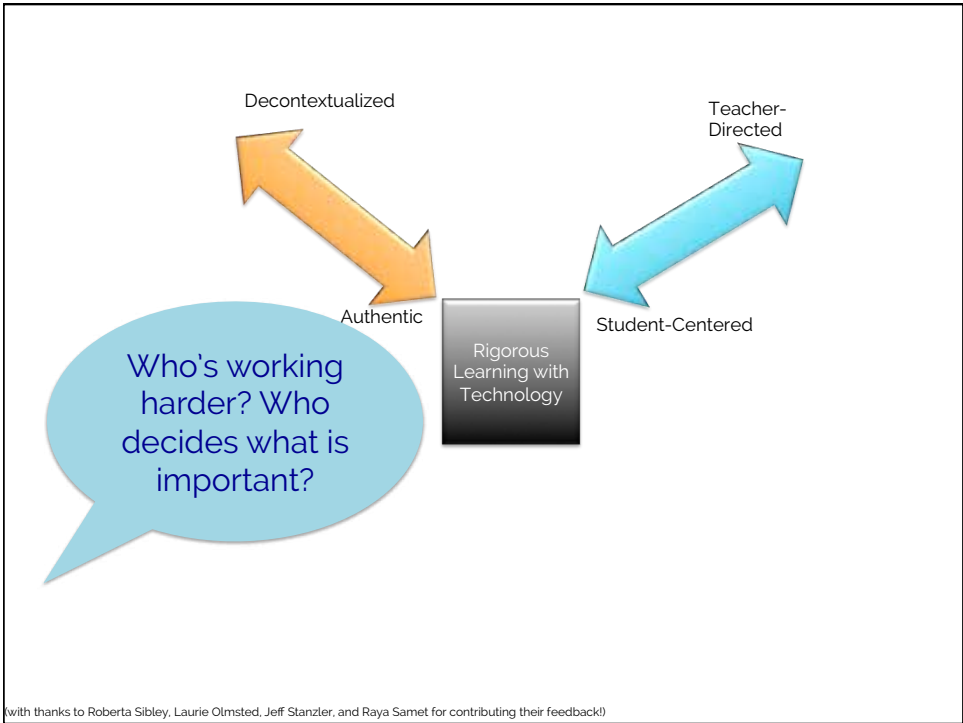 Decontextualized
Teacher-
Directed
Authentic
Student-Centered
Rigorous
Learning with
Technology
Who's working
harder? Who
decides what is
important?
(with thanks to Roberta Sibley, Laurie Olmsted, Jeff Stanzler, and Raya Samet for contributing their feedback!)